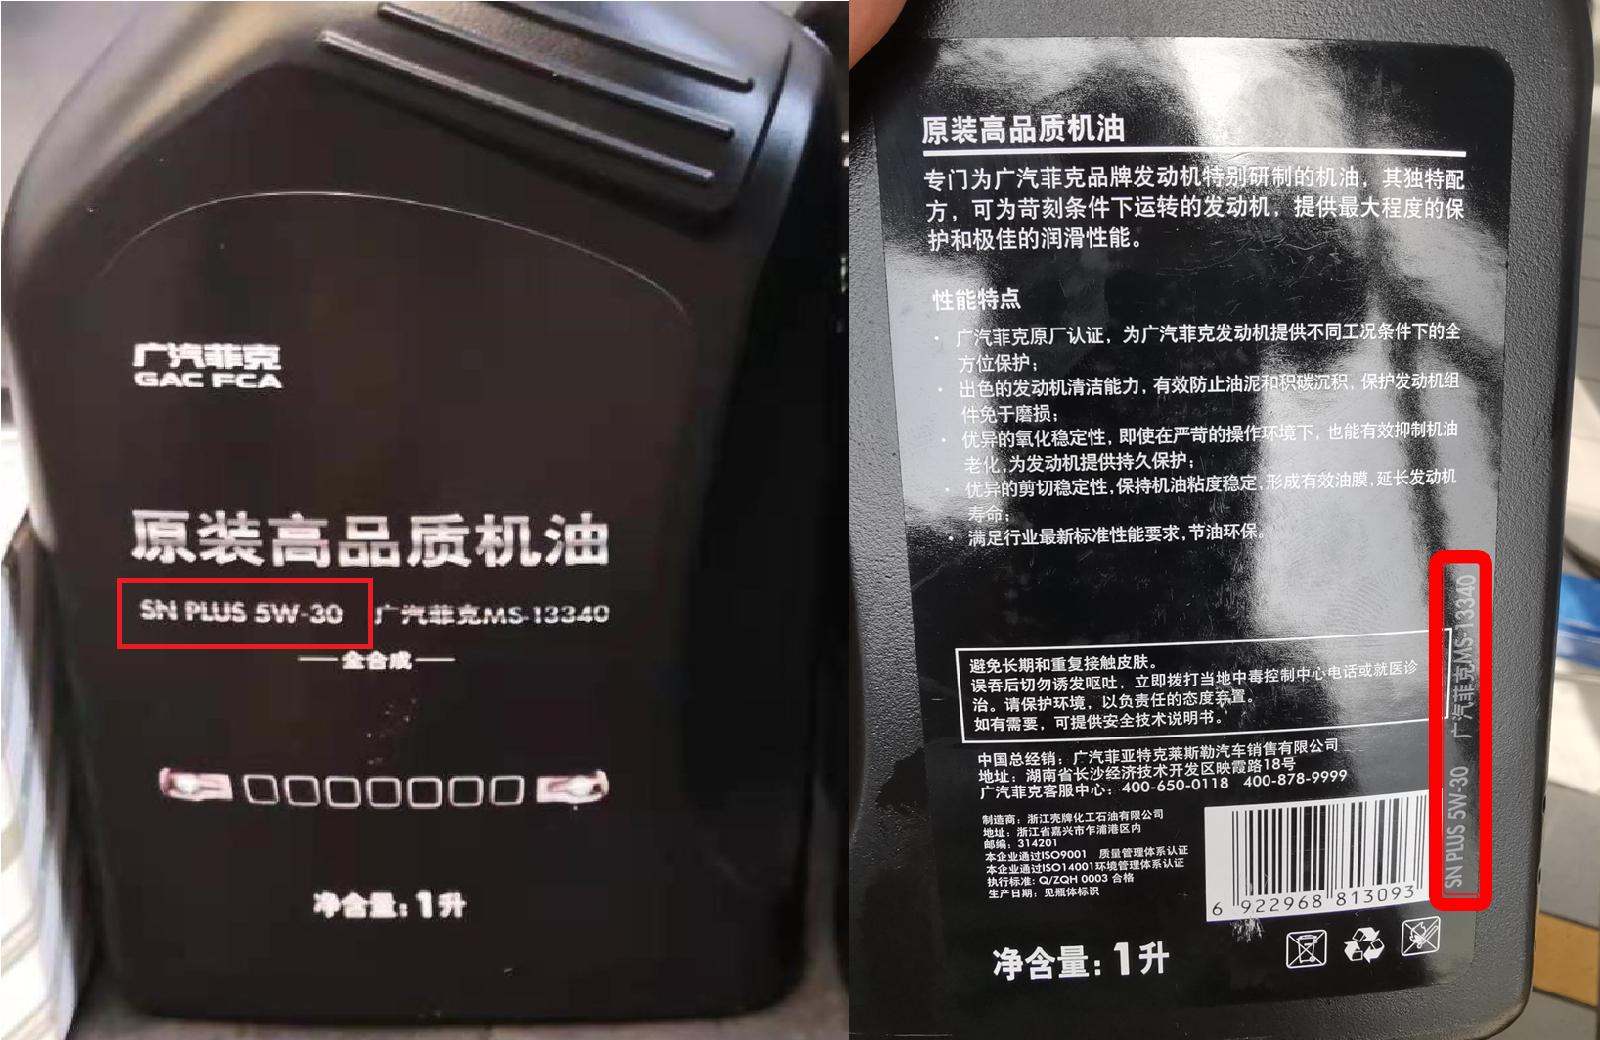 广汽菲克
GAC FCA
原装高品质机油
SN PLUS 5W-30 广汽菲克MS-13340
全合成
净含量：1升
原装高品质机油
专门为广汽菲克品牌发动机特别研制的机油，其独特配
方，可为苛刻条件下运转的发动机，提供最大程度的保
护和极佳的润滑性能。
性能特点
· 广汽菲克原厂认证，为广汽菲克发动机提供不同工况条件下的全
方位保护；
· 出色的发动机清洁能力，有效防止油泥和积碳沉积，保护发动机组
件免于磨损；
· 优异的氧化稳定性，即使在严苛的操作环境下，也能有效抑制机油
老化,为发动机提供持久保护；
· 优异的剪切稳定性,保持机油粘度稳定,形成有效油膜,延长发动机
寿命；
· 满足行业最新标准性能要求,节油环保。
避免长期和重复接触皮肤。
误吞后切勿诱发呕吐，立即拨打当地中毒控制中心电话或就医诊
治。请保护环境，以负责任的态度弃置。
如有需要，可提供安全技术说明书。
中国总经销：广汽菲亚特克莱斯勒汽车销售有限公司
地址：湖南省长沙经济技术开发区映霞路18号
广汽菲克客服中心：400-650-0118 400-878-9999
制造商：浙江壳牌化工石油有限公司
地址：浙江省嘉兴市乍浦港区内
邮编：314201
本企业通过ISO9001 质量管理体系认证
本企业通过ISO14001环境管理体系认证
执行标准: Q/ZQH 0003 合格
生产日期：见瓶体标识
6 922968 813093
净含量：1升
SN PLUS 5W-30 广汽菲克MS-13340